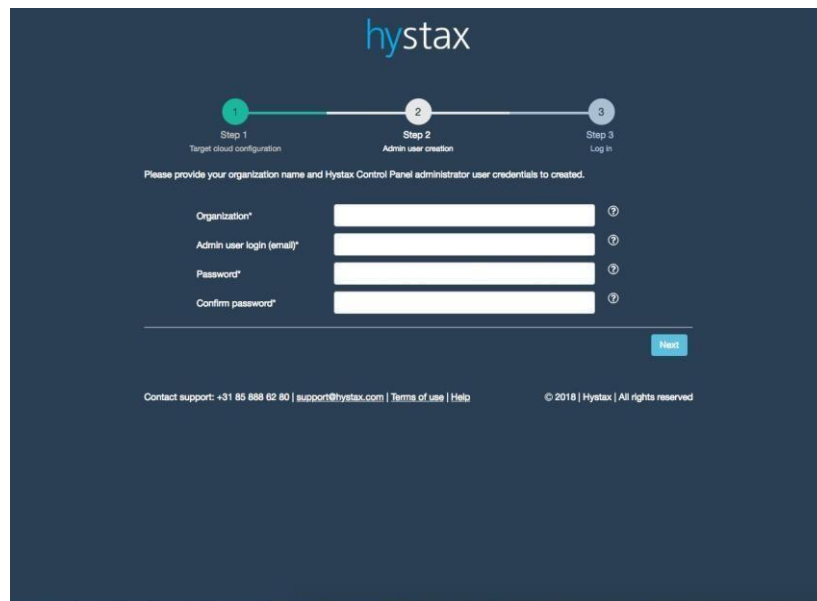 hystax
1 2 3
Step 1 Step 2 Step 3
Target cloud configuration Admin user creation Log in
Please provide your organization name and Hystax Control Panel administrator user credentials to created.
Organization* ?
Admin user login (email)* ?
Password* ?
Confirm password* ?
Next
Contact support: +31 85 888 62 80 | support@hystax.com | Terms of use | Help © 2018 | Hystax | All rights reserved